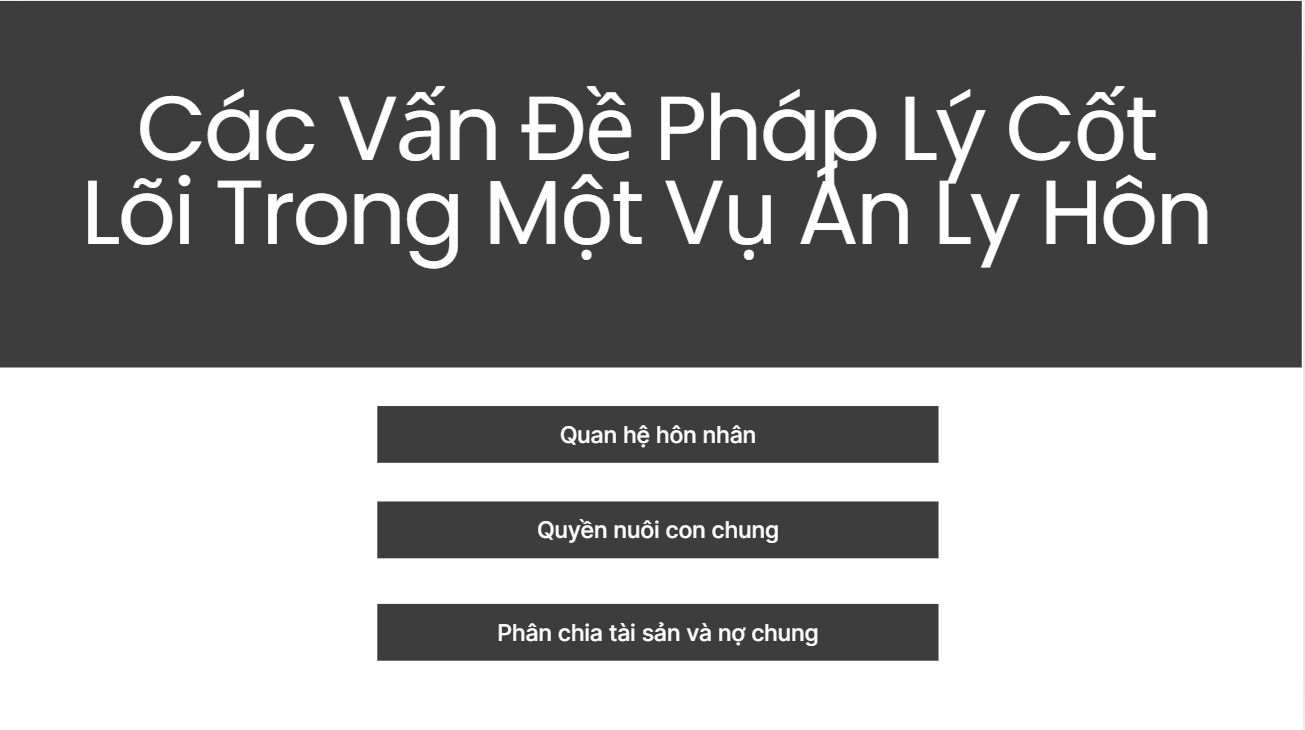 Các Vấn Đề Pháp Lý Cốt
Lõi Trong Một Vụ Án Ly Hôn
Quan hệ hôn nhân
Quyền nuôi con chung
Phân chia tài sản và nợ chung